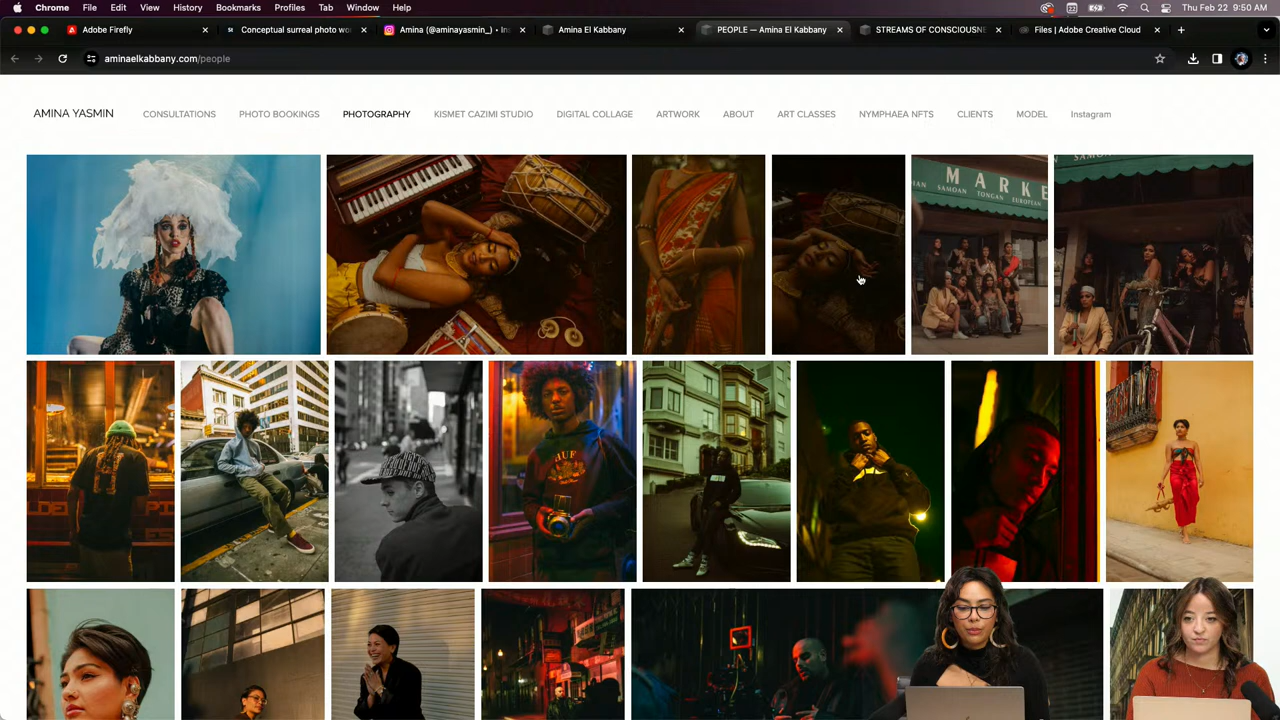 Chrome File Edit View History Bookmarks Profiles Tab Window Help Thu Feb 22 9:50 AM
Adobe Firefly Conceptual surreal photo wo Amina (@aminayasmin_) • Ins Amina El Kabbany PEOPLE — Amina El Kabbany STREAMS OF CONSCIOUSNE Files | Adobe Creative Cloud
aminaelkabbany.com/people
AMINA YASMIN CONSULTATIONS PHOTO BOOKINGS PHOTOGRAPHY KISMET CAZIMI STUDIO DIGITAL COLLAGE ARTWORK ABOUT ART CLASSES NYMPHAEA NFTS CLIENTS MODEL Instagram
MARKE
SAMOAN TONGAN EUROPEAN
HUF